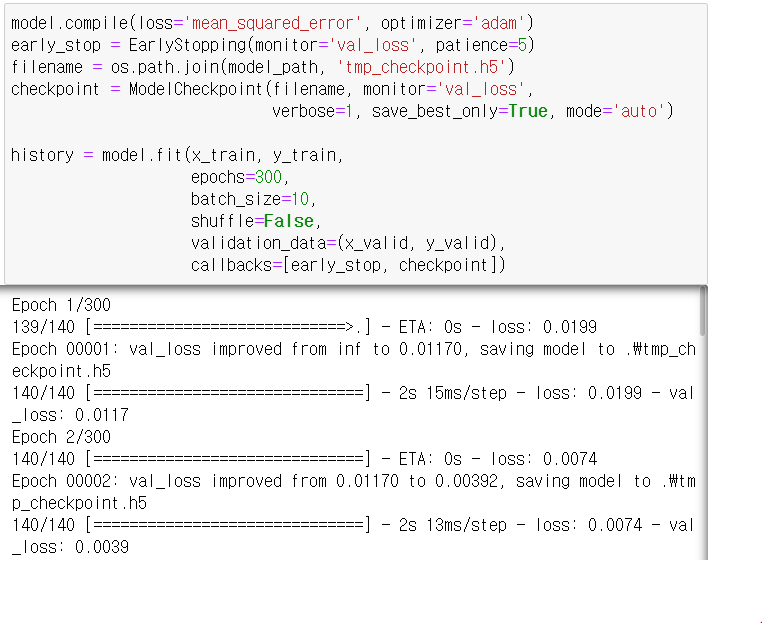 model.compile(loss='mean_squared_error', optimizer='adam')
early_stop = EarlyStopping(monitor='val_loss', patience=5)
filename = os.path.join(model_path, 'tmp_checkpoint.h5')
checkpoint = ModelCheckpoint(filename, monitor='val_loss',
                             verbose=1, save_best_only=True, mode='auto')
history = model.fit(x_train, y_train,
                    epochs=300,
                    batch_size=10,
                    shuffle=False,
                    validation_data=(x_valid, y_valid),
                    callbacks=[early_stop, checkpoint])
Epoch 1/300
139/140 [============================>.] - ETA: 0s - loss: 0.0199
Epoch 00001: val_loss improved from inf to 0.01170, saving model to .₩tmp_ch
eckpoint.h5
140/140 [==============================] - 2s 15ms/step - loss: 0.0199 - val
_loss: 0.0117
Epoch 2/300
140/140 [==============================] - ETA: 0s - loss: 0.0074
Epoch 00002: val_loss improved from 0.01170 to 0.00392, saving model to .₩tm
p_checkpoint.h5
140/140 [==============================] - 2s 13ms/step - loss: 0.0074 - val
_loss: 0.0039